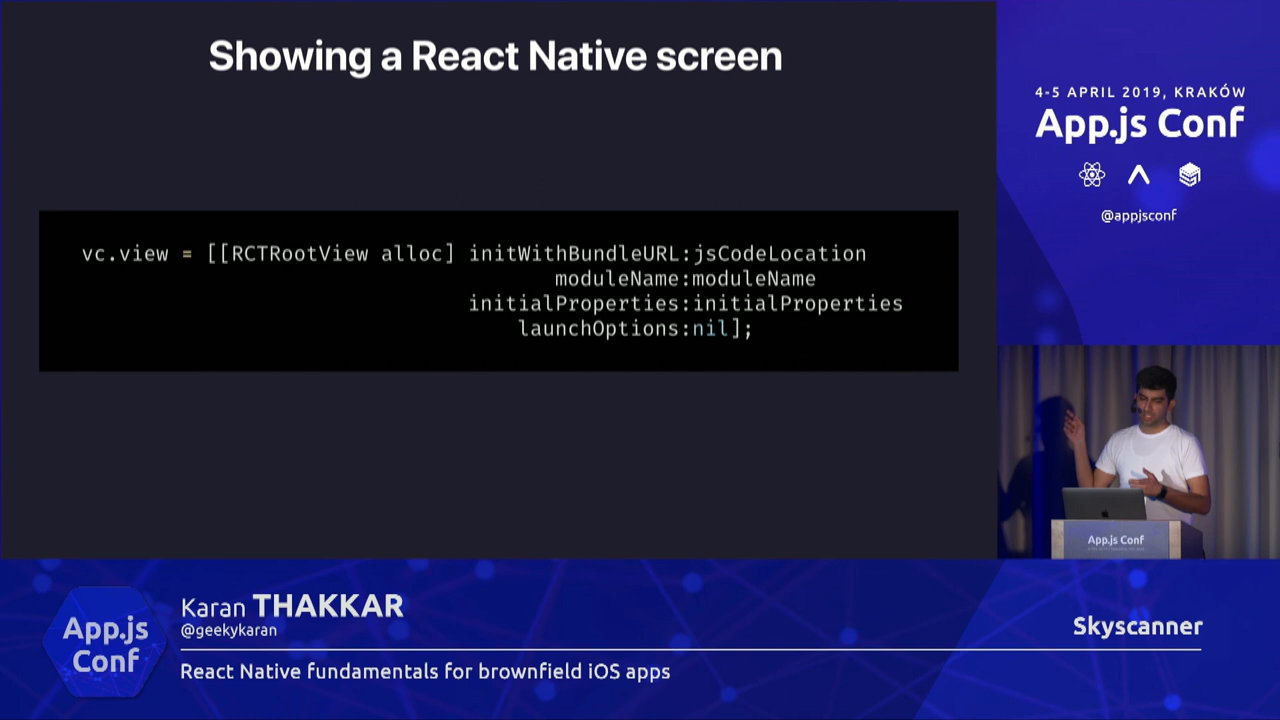 Showing a React Native screen
vc.view = [[RCTRootView alloc] initWithBundleURL:jsCodeLocation
moduleName:moduleName
initialProperties:initialProperties
launchOptions:nil];
4-5 APRIL 2019, KRAKÓW
App.js Conf
@appjsconf
App.js Conf
App.js
Conf
Karan THAKKAR
@geekykaran
Skyscanner
React Native fundamentals for brownfield iOS apps